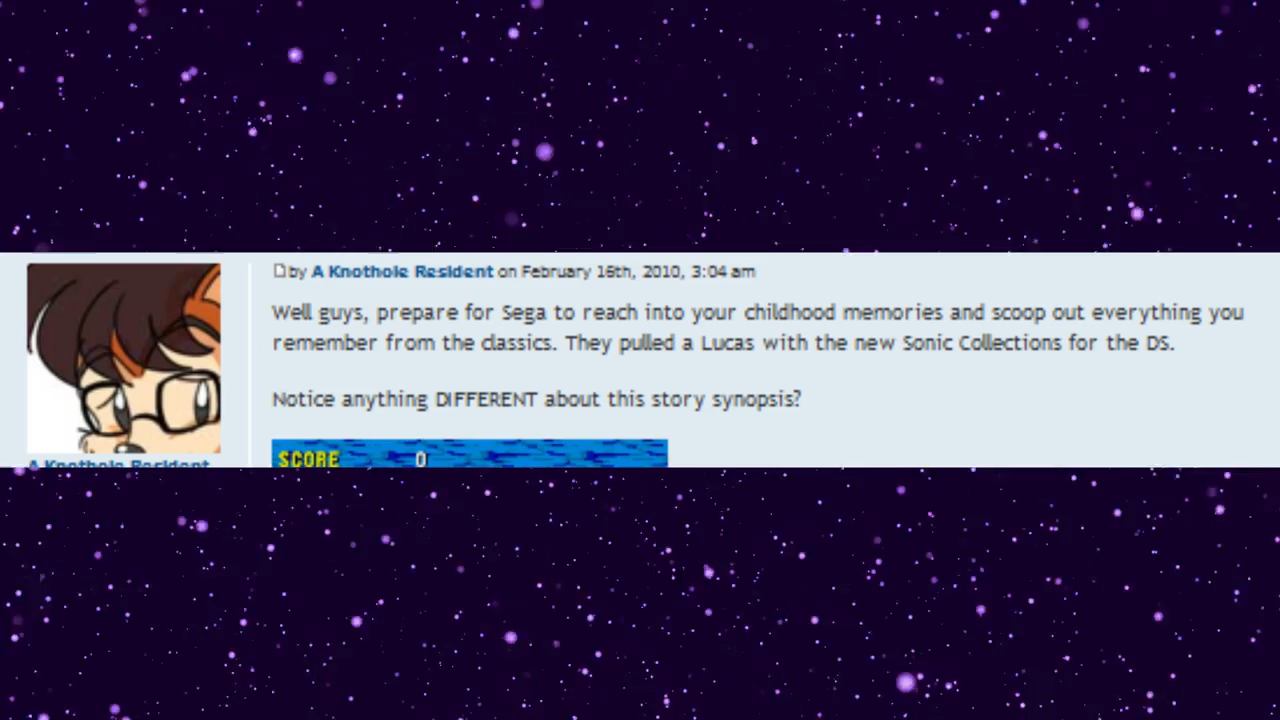 by A Knothole Resident on February 16th, 2010, 3:04 am
Well guys, prepare for Sega to reach into your childhood memories and scoop out everything you
remember from the classics. They pulled a Lucas with the new Sonic Collections for the DS.
Notice anything DIFFERENT about this story synopsis?
A Knothole Resident
SCORE 0